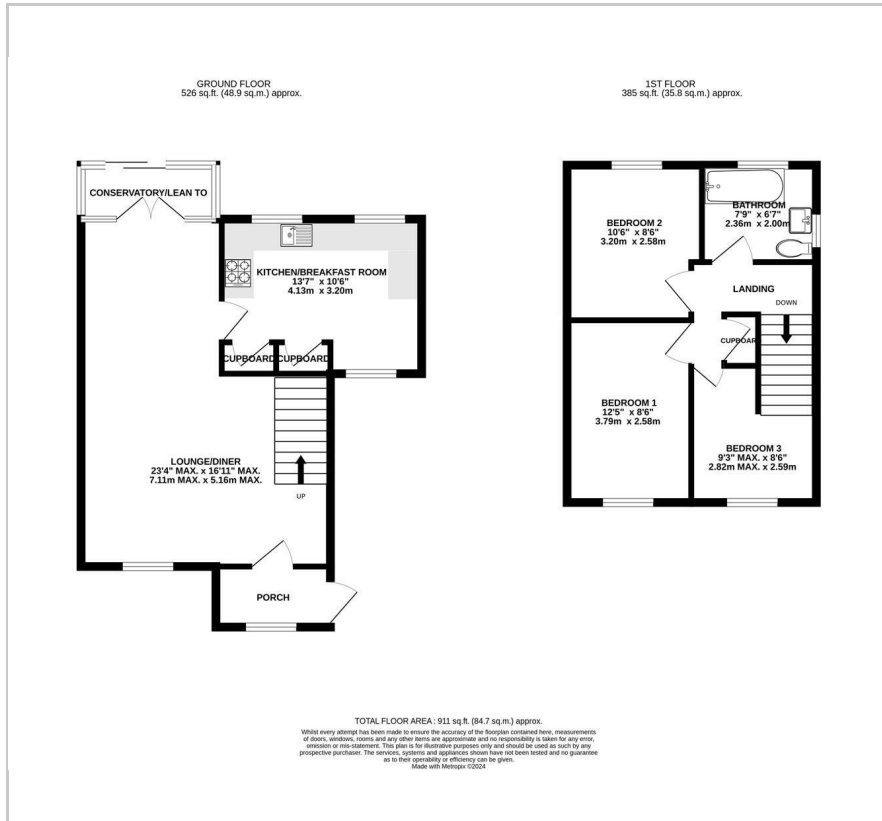 GROUND FLOOR
526 sq.ft. (48.9 sq.m.) approx.
1ST FLOOR
385 sq.ft. (35.8 sq.m.) approx.
CONSERVATORY/LEAN TO
KITCHEN/BREAKFAST ROOM
13'7" x 10'6"
4.13m x 3.20m
CUPBOARD
CUPBOARD
LOUNGE/DINER
23'4" MAX. x 16'11" MAX.
7.11m MAX. x 5.16m MAX.
UP
PORCH
BEDROOM 2
10'6" x 8'6"
3.20m x 2.58m
BATHROOM
7'9" x 6'7"
2.36m x 2.00m
LANDING
DOWN
CUPBOARD
BEDROOM 1
12'5" x 8'6"
3.79m x 2.58m
BEDROOM 3
9'3" MAX. x 8'6"
2.82m MAX. x 2.59m
TOTAL FLOOR AREA : 911 sq.ft. (84.7 sq.m.) approx.
Whilst every attempt has been made to ensure the accuracy of the floorplan contained here, measurements
of doors, windows, rooms and any other items are approximate and no responsibility is taken for any error,
omission or mis-statement. This plan is for illustrative purposes only and should be used as such by any
prospective purchaser. The services, systems and appliances shown have not been tested and no guarantee
as to their operability or efficiency can be given.
Made with Metropix ©2024